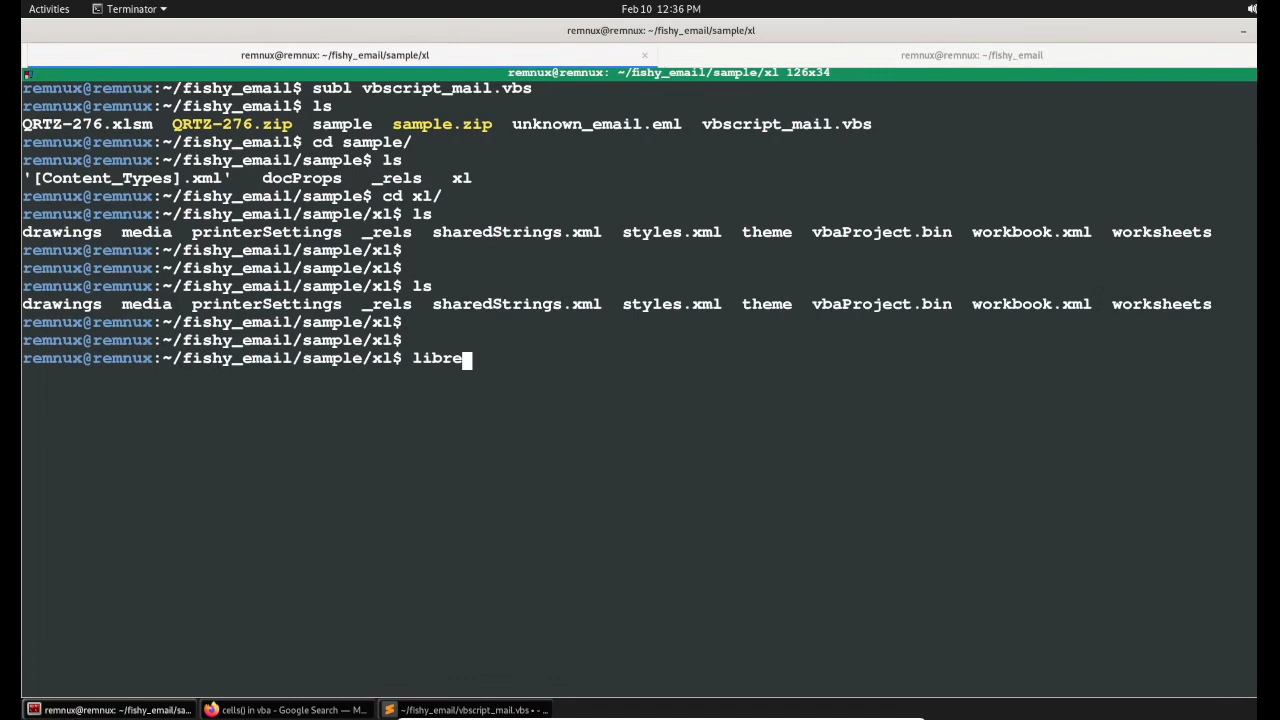 Activities Terminator Feb 10 12:36 PM
remnux@remnux: ~/fishy_email/sample/xl
remnux@remnux: ~/fishy_email/sample/xl × remnux@remnux: ~/fishy_email
remnux@remnux: ~/fishy_email/sample/xl 126x34
remnux@remnux:~/fishy_email$ subl vbscript_mail.vbs
remnux@remnux:~/fishy_email$ ls
QRTZ-276.xlsm QRTZ-276.zip sample sample.zip unknown_email.eml vbscript_mail.vbs
remnux@remnux:~/fishy_email$ cd sample/
remnux@remnux:~/fishy_email/sample$ ls
'[Content_Types].xml' docProps _rels xl
remnux@remnux:~/fishy_email/sample$ cd xl/
remnux@remnux:~/fishy_email/sample/xl$ ls
drawings media printerSettings _rels sharedStrings.xml styles.xml theme vbaProject.bin workbook.xml worksheets
remnux@remnux:~/fishy_email/sample/xl$
remnux@remnux:~/fishy_email/sample/xl$
remnux@remnux:~/fishy_email/sample/xl$ ls
drawings media printerSettings _rels sharedStrings.xml styles.xml theme vbaProject.bin workbook.xml worksheets
remnux@remnux:~/fishy_email/sample/xl$
remnux@remnux:~/fishy_email/sample/xl$
remnux@remnux:~/fishy_email/sample/xl$ libre
remnux@remnux: ~/fishy_email/sa... cells() in vba - Google Search — M... ~/fishy_email/vbscript_mail.vbs • - ...